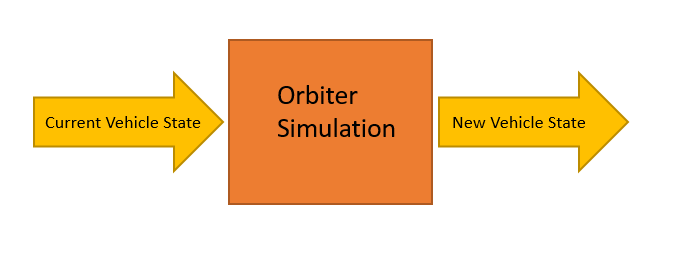 Current Vehicle State
Orbiter
Simulation
New Vehicle State